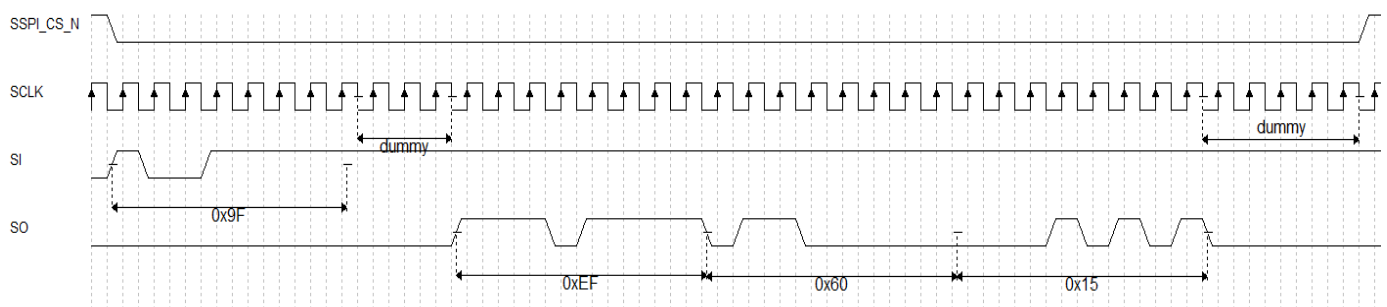 SSPI_CS_N
SCLK
dummy
dummy
SI
0x9F
SO
0xEF
0x60
0x15